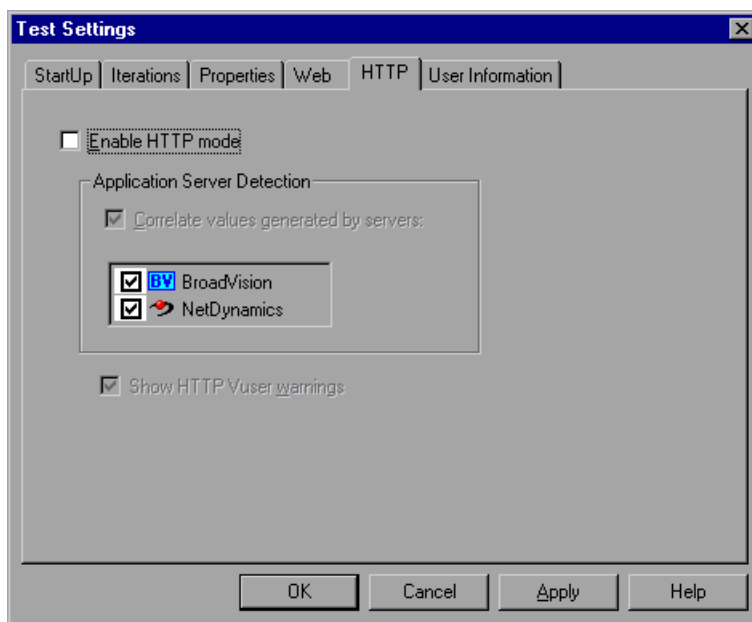 Test Settings
StartUp Iterations Properties Web HTTP User Information
Enable HTTP mode
Application Server Detection
Correlate values generated by servers:
BV BroadVision
NetDynamics
Show HTTP Vuser warnings
OK Cancel Apply Help